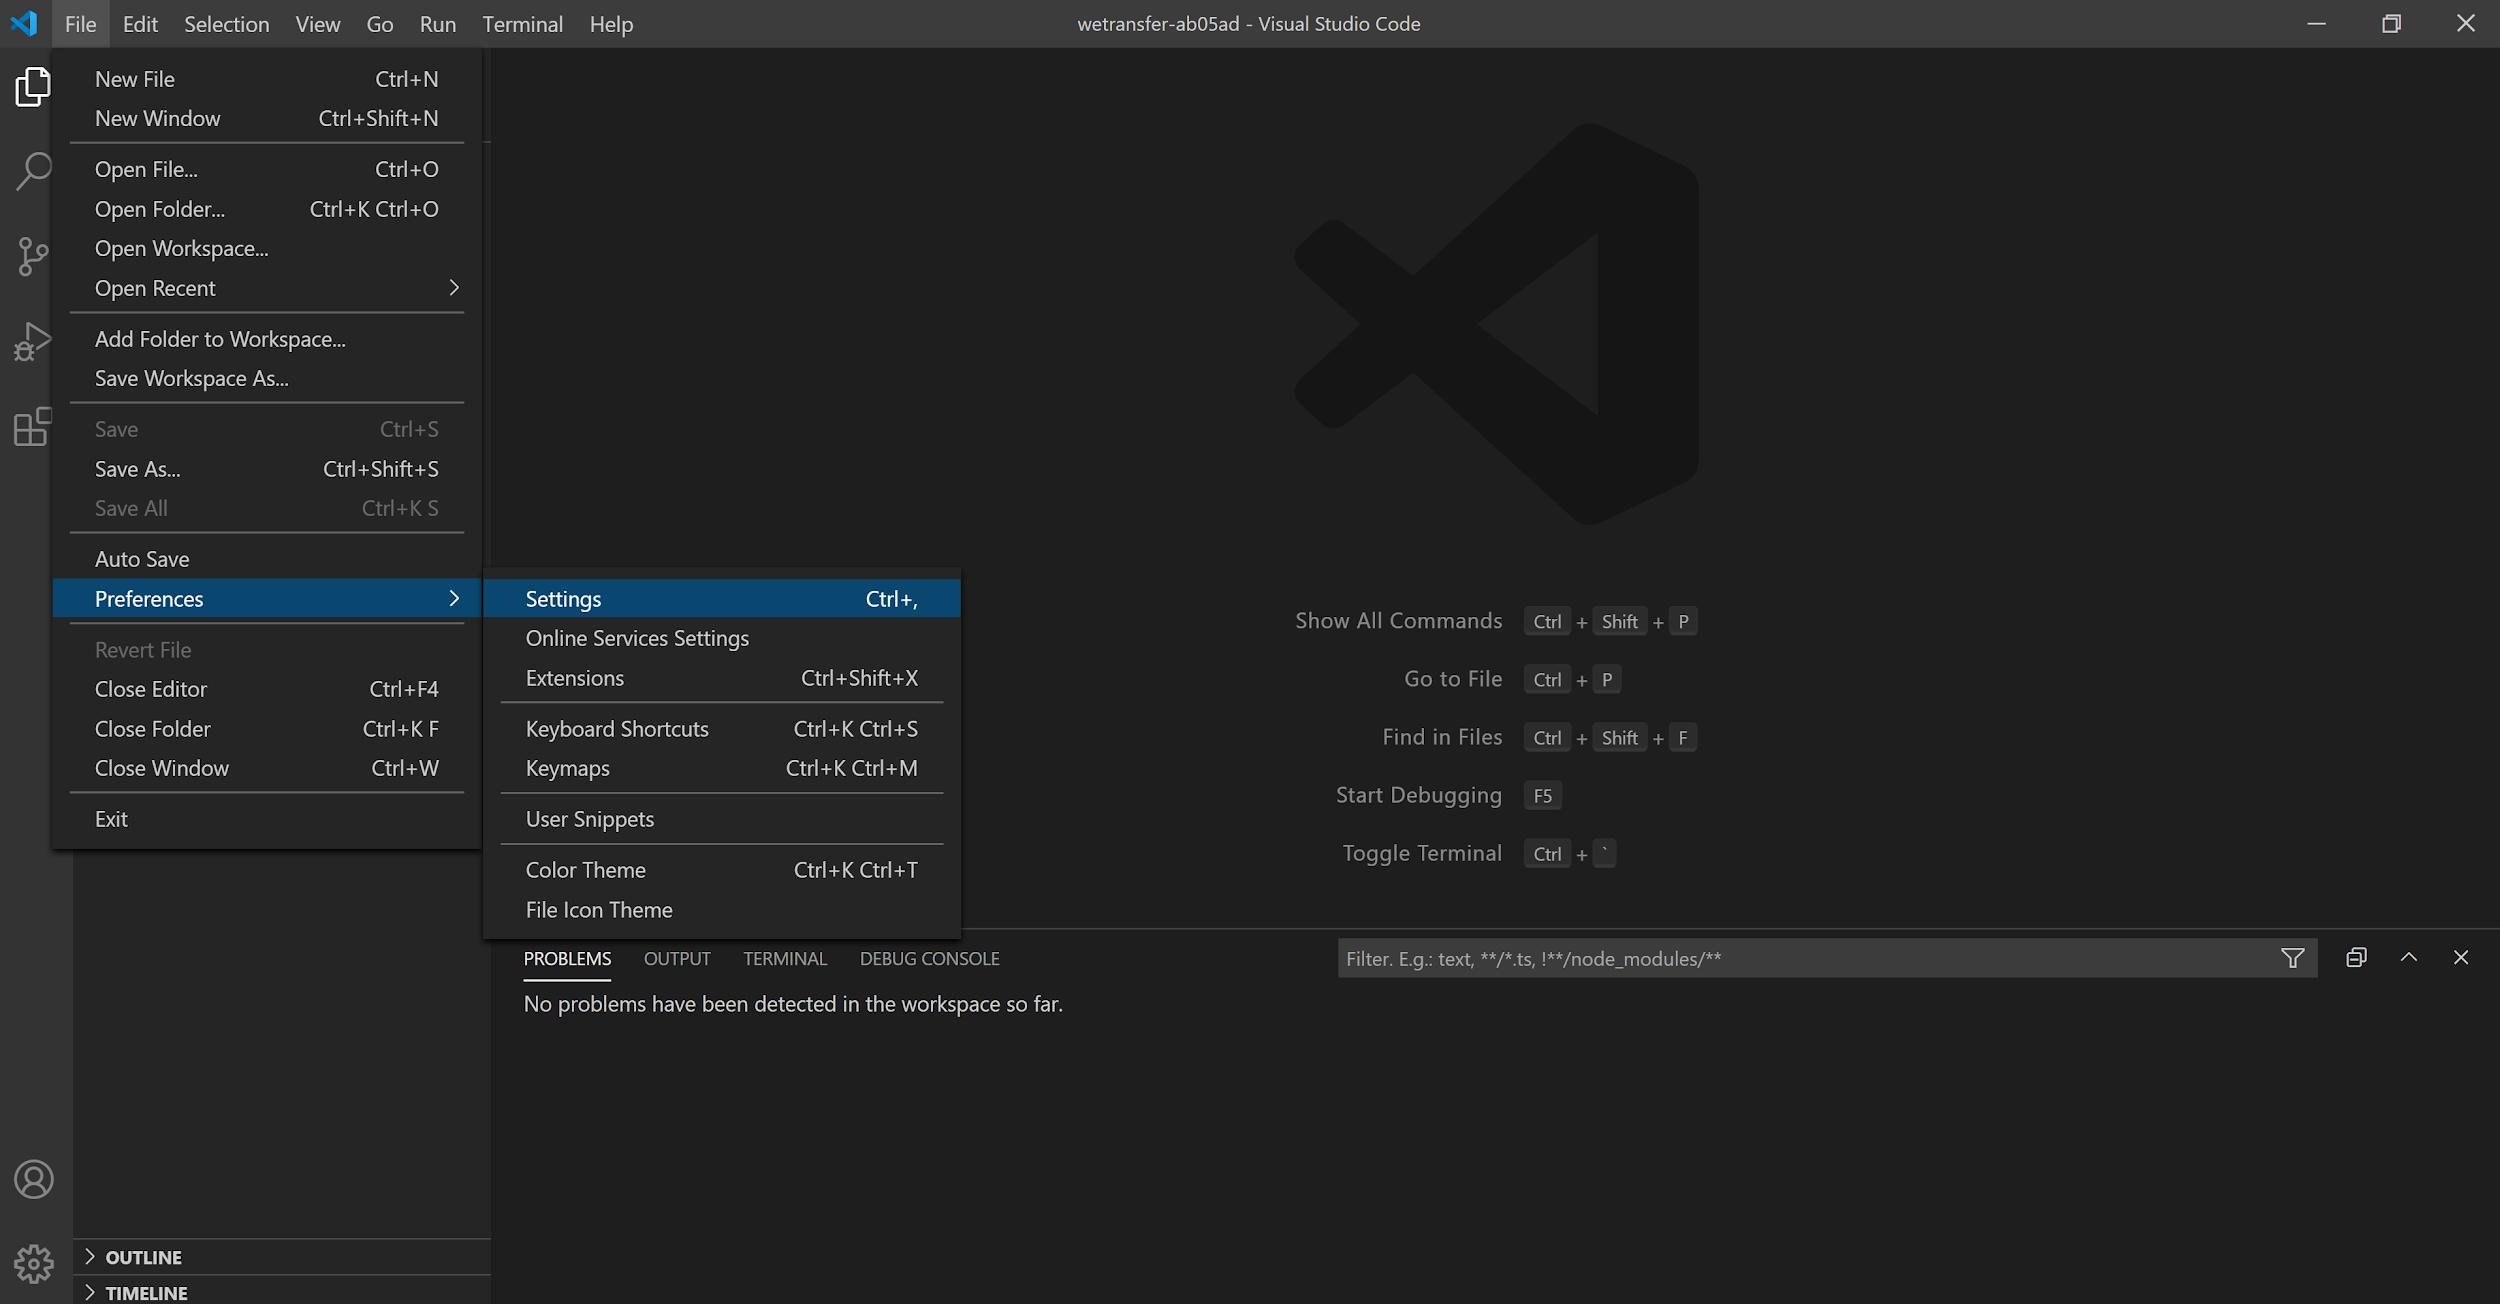 File Edit Selection View Go Run Terminal Help
wetransfer-ab05ad - Visual Studio Code
New File Ctrl+N
New Window Ctrl+Shift+N
Open File... Ctrl+O
Open Folder... Ctrl+K Ctrl+O
Open Workspace...
Open Recent
Add Folder to Workspace...
Save Workspace As...
Save Ctrl+S
Save As... Ctrl+Shift+S
Save All Ctrl+K S
Auto Save
Preferences
Revert File
Close Editor Ctrl+F4
Close Folder Ctrl+K F
Close Window Ctrl+W
Exit
Settings Ctrl+,
Online Services Settings
Extensions Ctrl+Shift+X
Keyboard Shortcuts Ctrl+K Ctrl+S
Keymaps Ctrl+K Ctrl+M
User Snippets
Color Theme Ctrl+K Ctrl+T
File Icon Theme
Show All Commands Ctrl + Shift + P
Go to File Ctrl + P
Find in Files Ctrl + Shift + F
Start Debugging F5
Toggle Terminal Ctrl + `
PROBLEMS OUTPUT TERMINAL DEBUG CONSOLE
Filter. E.g.: text, **/*.ts, !**/node_modules/**
No problems have been detected in the workspace so far.
OUTLINE
TIMELINE